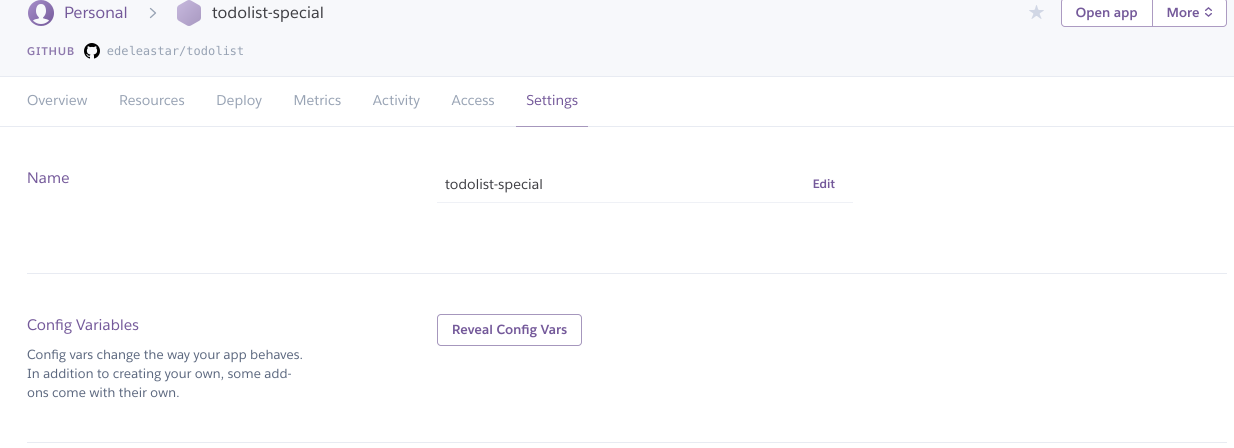 Personal > todolist-special
Open app More
GITHUB edeleastar/todolist
Overview Resources Deploy Metrics Activity Access Settings
Name
todolist-special Edit
Config Variables
Reveal Config Vars
Config vars change the way your app behaves.
In addition to creating your own, some add-
ons come with their own.